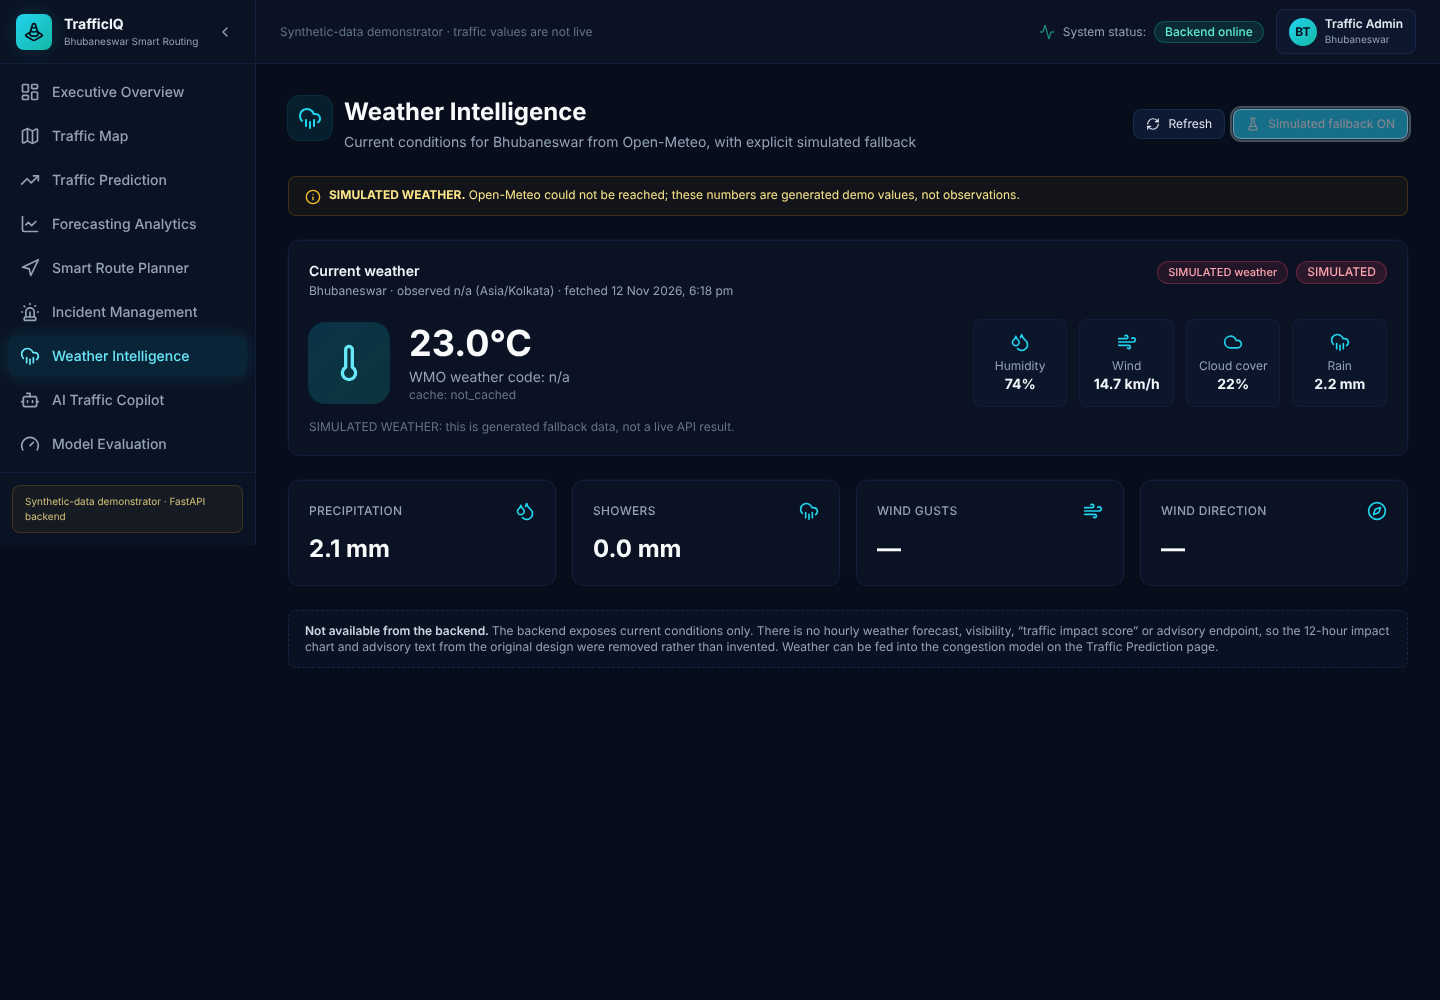 TrafficIQ
Bhubaneswar Smart Routing
Synthetic-data demonstrator · traffic values are not live
System status:
Backend online
BT
Traffic Admin
Bhubaneswar
Executive Overview
Traffic Map
Traffic Prediction
Forecasting Analytics
Smart Route Planner
Incident Management
Weather Intelligence
AI Traffic Copilot
Model Evaluation
Synthetic-data demonstrator · FastAPI
backend
Weather Intelligence
Current conditions for Bhubaneswar from Open-Meteo, with explicit simulated fallback
Refresh
Simulated fallback ON
SIMULATED WEATHER. Open-Meteo could not be reached; these numbers are generated demo values, not observations.
Current weather
Bhubaneswar · observed n/a (Asia/Kolkata) · fetched 12 Nov 2026, 6:18 pm
SIMULATED weather
SIMULATED
23.0°C
WMO weather code: n/a
cache: not_cached
Humidity
74%
Wind
14.7 km/h
Cloud cover
22%
Rain
2.2 mm
SIMULATED WEATHER: this is generated fallback data, not a live API result.
PRECIPITATION
2.1 mm
SHOWERS
0.0 mm
WIND GUSTS
—
WIND DIRECTION
—
Not available from the backend. The backend exposes current conditions only. There is no hourly weather forecast, visibility, “traffic impact score” or advisory endpoint, so the 12-hour impact
chart and advisory text from the original design were removed rather than invented. Weather can be fed into the congestion model on the Traffic Prediction page.